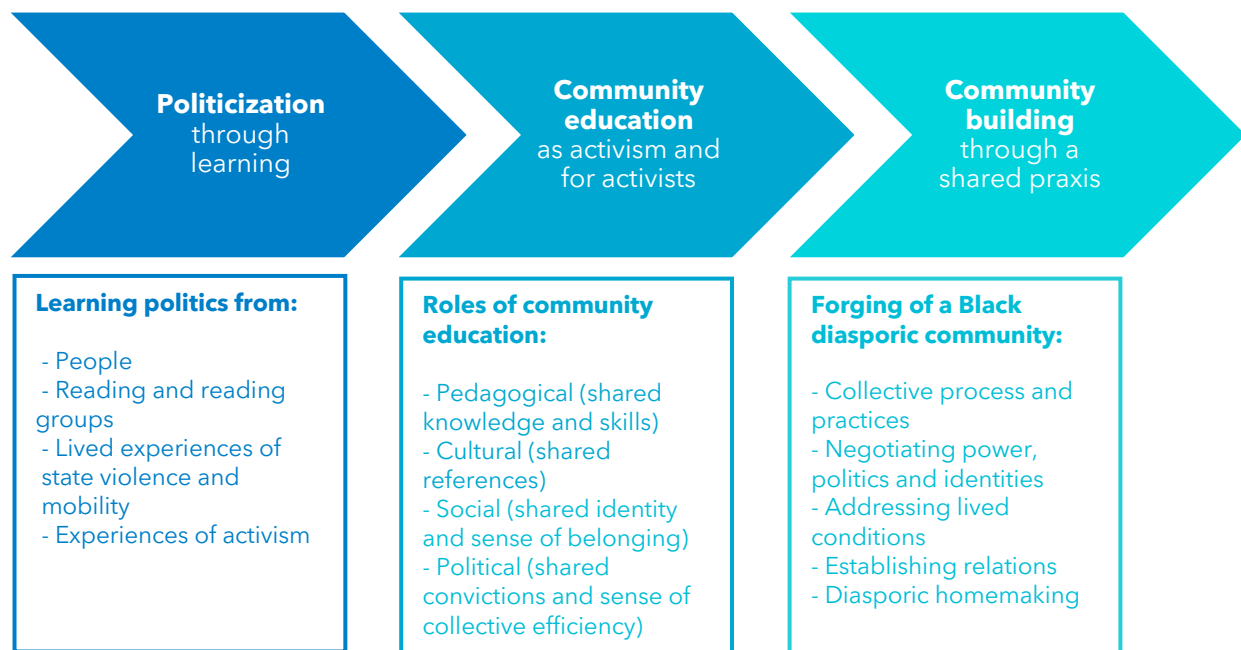 Politicization
through
learning
Community
education
as activism and
for activists
Community
building
through a
shared praxis
Learning politics from:
- People
- Reading and reading
groups
- Lived experiences of
state violence and
mobility
- Experiences of activism
Roles of community
education:
- Pedagogical (shared
knowledge and skills)
- Cultural (shared
references)
- Social (shared identity
and sense of belonging)
- Political (shared
convictions and sense of
collective efficiency)
Forging of a Black
diasporic community:
- Collective process and
practices
- Negotiating power,
politics and identities
- Addressing lived
conditions
- Establishing relations
- Diasporic homemaking